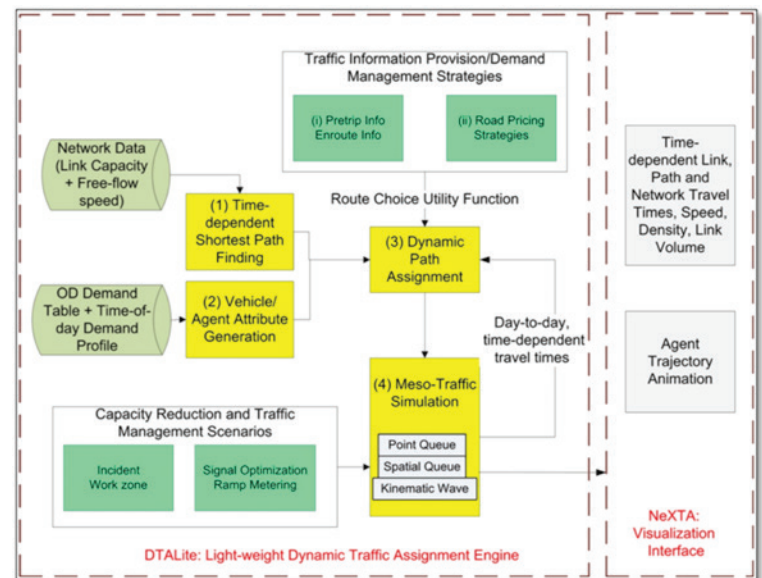 Traffic Information Provision/Demand
Management Strategies
(i) Pretrip Info
Enroute Info
(ii) Road Pricing
Strategies
Network Data
(Link Capacity
+ Free-flow
speed)
Route Choice Utility Function
(1) Time-
dependent
Shortest Path
Finding
(3) Dynamic
Path
Assignment
OD Demand
Table + Time-of-
day Demand
Profile
(2) Vehicle/
Agent Attribute
Generation
Day-to-day,
time-dependent
travel times
(4) Meso-Traffic
Simulation
Point Queue
Spatial Queue
Kinematic Wave
Capacity Reduction and Traffic
Management Scenarios
Incident
Work zone
Signal Optimization
Ramp Metering
DTALite: Light-weight Dynamic Traffic Assignment Engine
Time-
dependent Link,
Path and
Network Travel
Times, Speed,
Density, Link
Volume
Agent
Trajectory
Animation
NeXTA:
Visualization
Interface